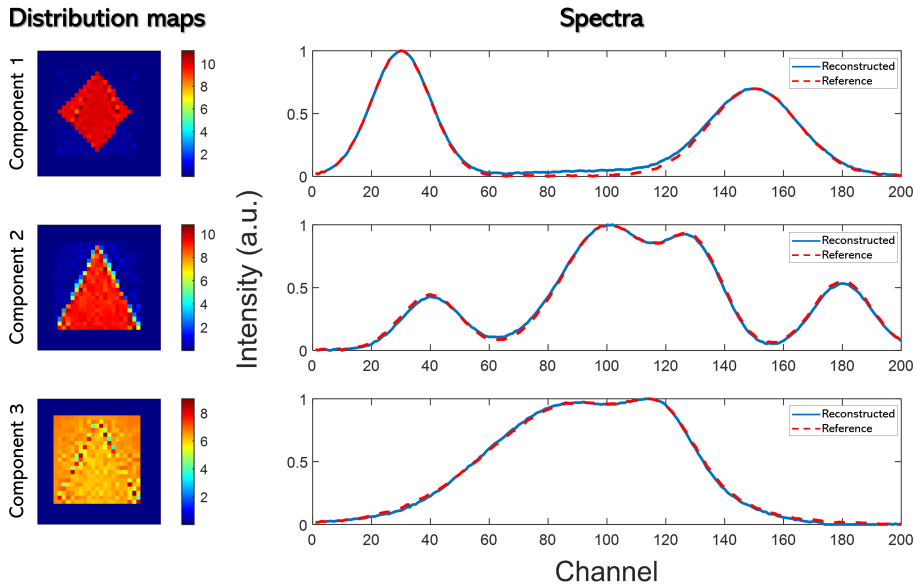 Distribution maps
Spectra
Component 1
10
8
6
4
2
1
0.5
0
0 20 40 60 80 100 120 140 160 180 200
Reconstructed
Reference
Component 2
10
8
6
4
2
1
0.5
0
0 20 40 60 80 100 120 140 160 180 200
Reconstructed
Reference
Component 3
8
6
4
2
1
0.5
0
0 20 40 60 80 100 120 140 160 180 200
Reconstructed
Reference
Intensity (a.u.)
Channel